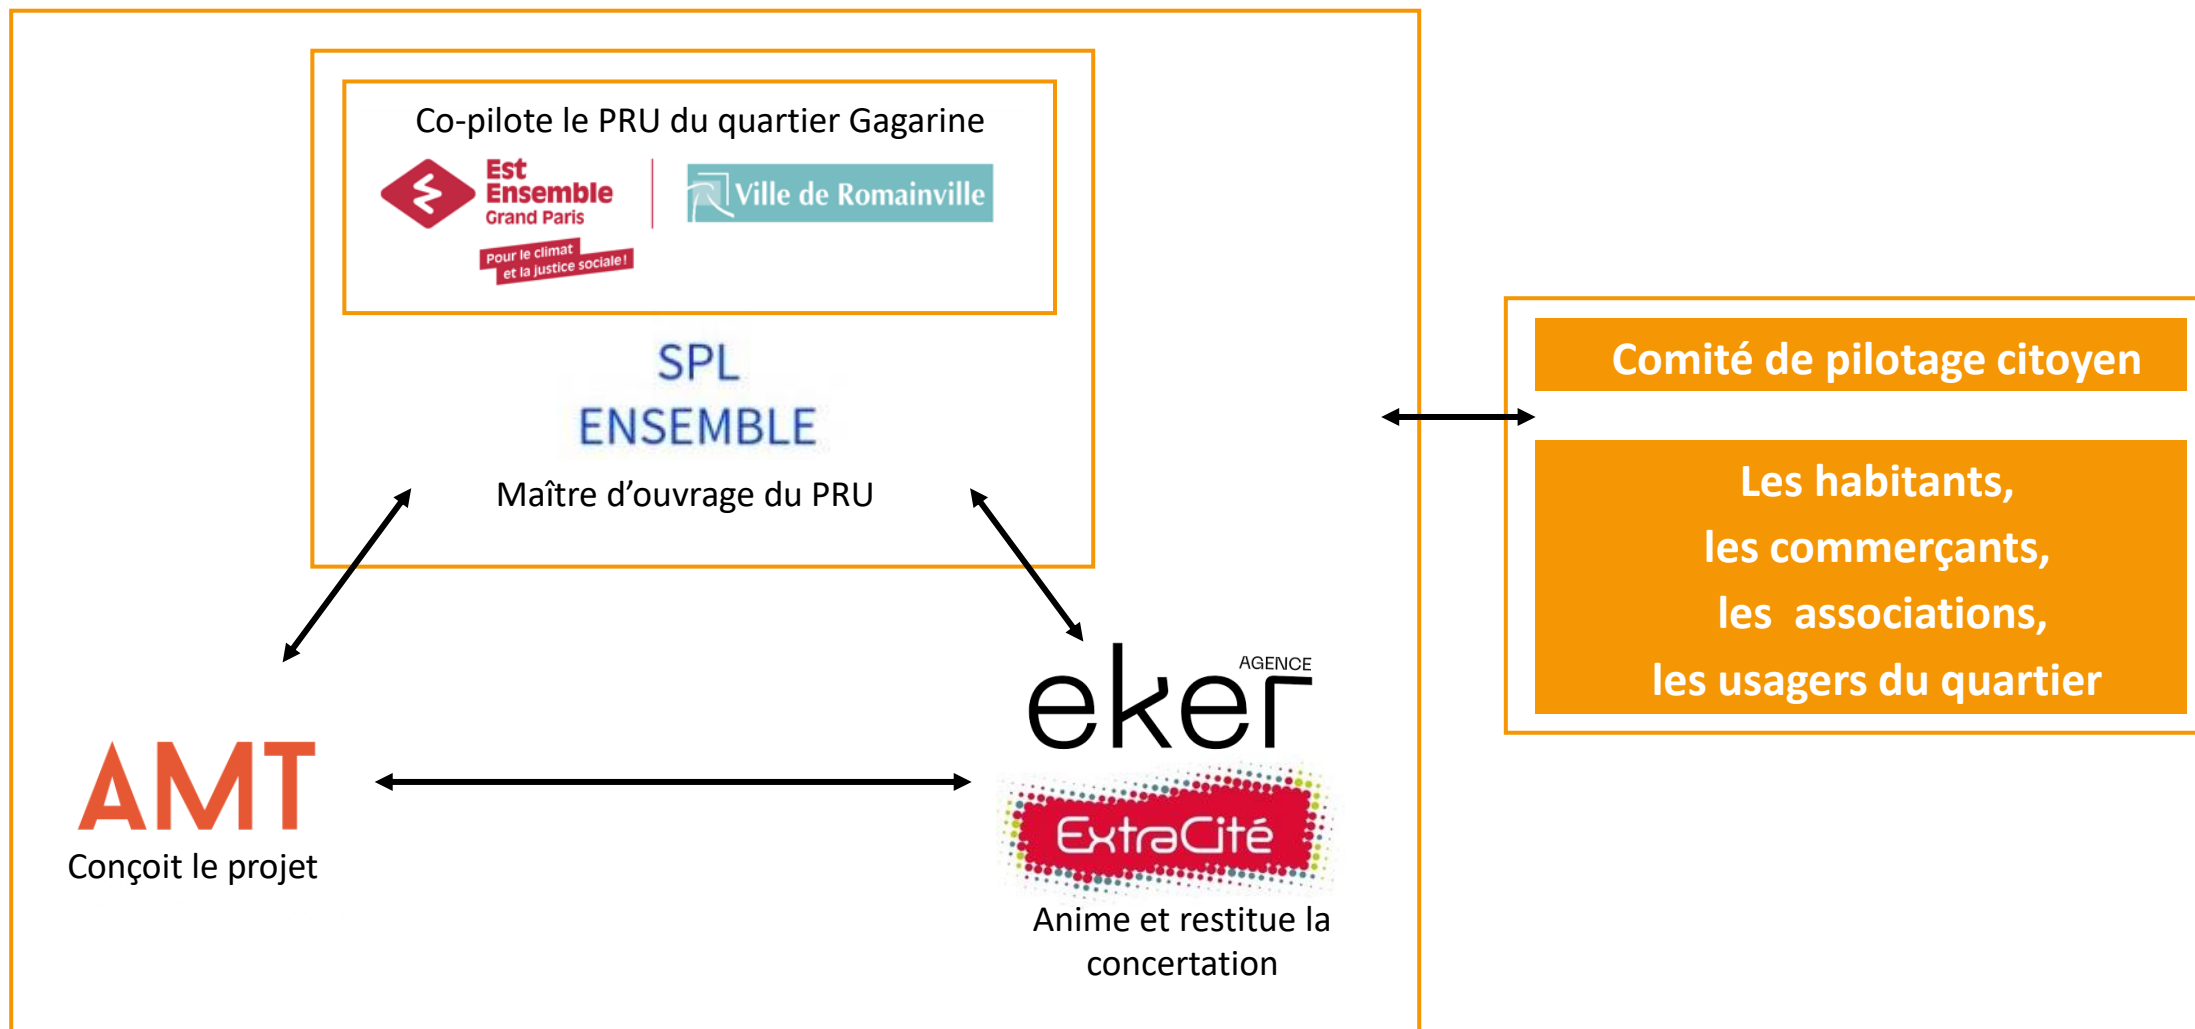 Co-pilote le PRU du quartier Gagarine
Est
Ensemble
Grand Paris
Pour le climat
et la justice sociale !
Ville de Romainville
SPL
ENSEMBLE
Maître d’ouvrage du PRU
AMT
Conçoit le projet
AGENCE
eker
ExtraCité
Anime et restitue la
concertation
Comité de pilotage citoyen
Les habitants,
les commerçants,
les  associations,
les usagers du quartier